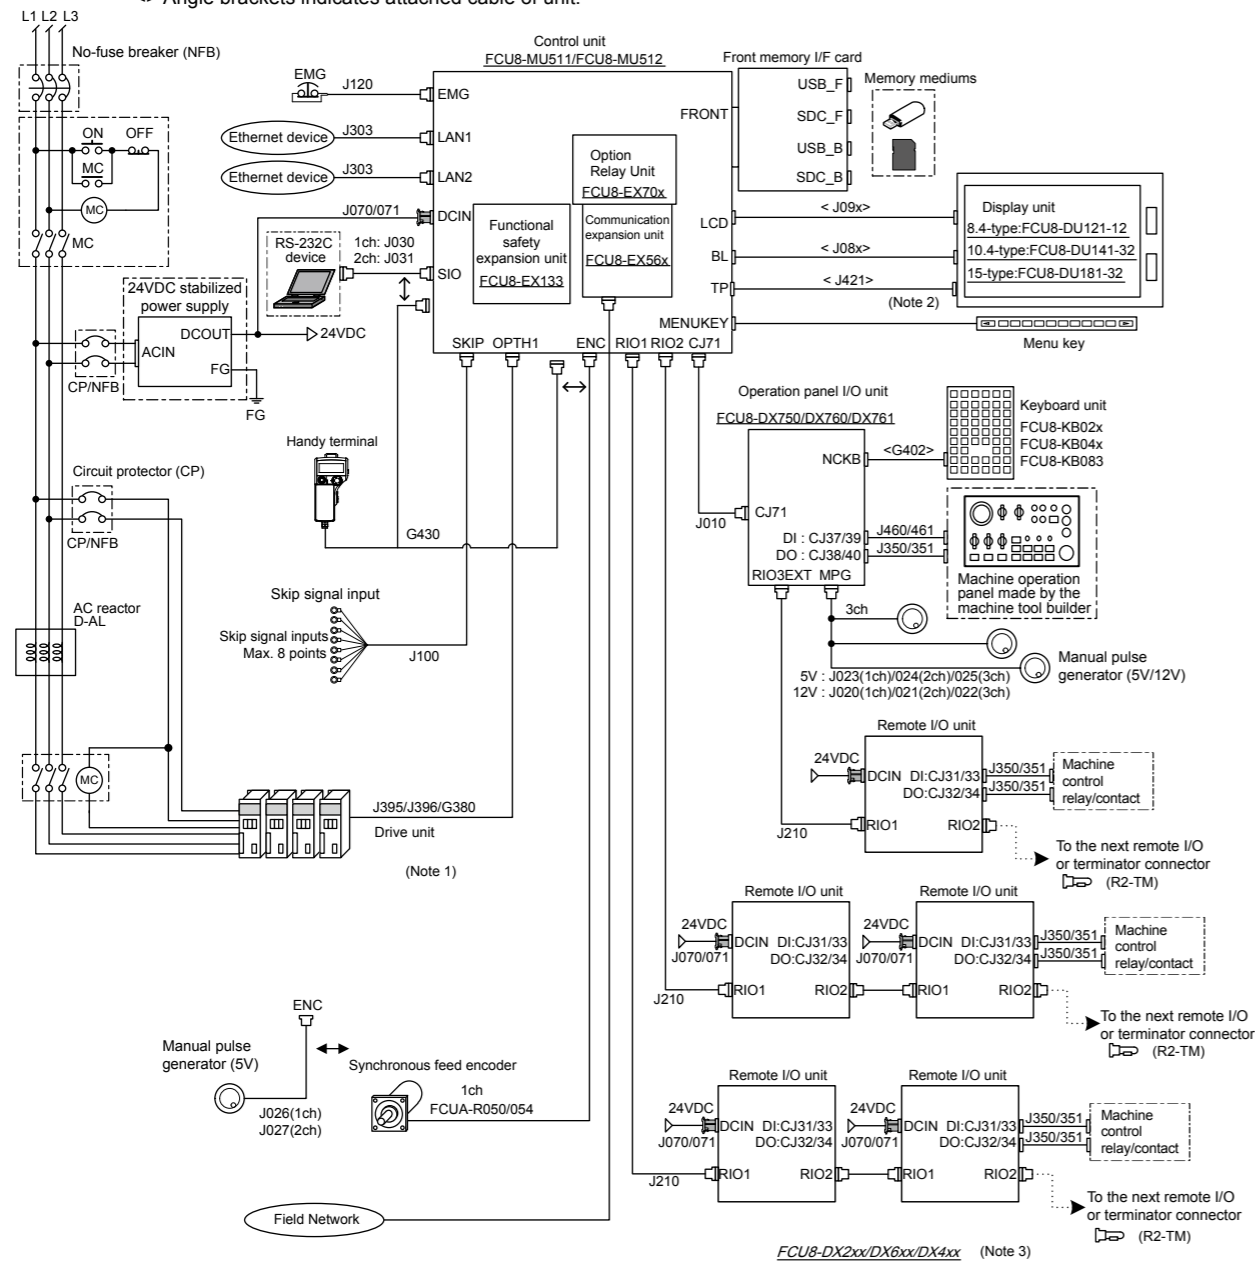 <> Angle brackets indicates attached cable of unit.
L1 L2 L3
No-fuse breaker (NFB)
ON OFF
MC
MC
MC
24VDC stabilized
power supply
DCOUT
ACIN
FG
FG
24VDC
CP/NFB
Circuit protector (CP)
CP/NFB
AC reactor
D-AL
MC
EMG
J120
Ethernet device
J303
Ethernet device
J303
J070/071
RS-232C
device
1ch: J030
2ch: J031
Control unit
FCU8-MU511/FCU8-MU512
EMG
LAN1
LAN2
DCIN
SIO
Functional
safety
expansion unit
FCU8-EX133
Option
Relay Unit
FCU8-EX70x
Communication
expansion unit
FCU8-EX56x
FRONT
LCD
BL
TP
MENUKEY
SKIP OPTH1 ENC RIO1 RIO2 CJ71
Front memory I/F card
USB_F
SDC_F
USB_B
SDC_B
Memory mediums
< J09x>
< J08x>
< J421>
(Note 2)
Display unit
8.4-type:FCU8-DU121-12
10.4-type:FCU8-DU141-32
15-type:FCU8-DU181-32
Menu key
Operation panel I/O unit
FCU8-DX750/DX760/DX761
NCKB
<G402>
Keyboard unit
FCU8-KB02x
FCU8-KB04x
FCU8-KB083
J010
CJ71
DI : CJ37/39
DO : CJ38/40
RIO3EXT MPG
J460/461
J350/351
Machine operation
panel made by the
machine tool builder
3ch
5V : J023(1ch)/024(2ch)/025(3ch)
12V : J020(1ch)/021(2ch)/022(3ch)
Manual pulse
generator (5V/12V)
Handy terminal
G430
Skip signal input
Skip signal inputs
Max. 8 points
J100
J395/J396/G380
Drive unit
(Note 1)
Remote I/O unit
24VDC
DCIN DI:CJ31/33
DO:CJ32/34
J350/351
J350/351
Machine
control
relay/contact
J210
RIO1
RIO2
To the next remote I/O
or terminator connector
(R2-TM)
Remote I/O unit
24VDC
J070/071
DCIN DI:CJ31/33
DO:CJ32/34
J210
RIO1
RIO2
Remote I/O unit
24VDC
J070/071
DCIN DI:CJ31/33
DO:CJ32/34
RIO1
RIO2
J350/351
J350/351
Machine
control
relay/contact
To the next remote I/O
or terminator connector
(R2-TM)
ENC
Manual pulse
generator (5V)
J026(1ch)
J027(2ch)
Synchronous feed encoder
1ch
FCUA-R050/054
Remote I/O unit
24VDC
J070/071
DCIN DI:CJ31/33
DO:CJ32/34
J210
RIO1
RIO2
Remote I/O unit
24VDC
J070/071
DCIN DI:CJ31/33
DO:CJ32/34
RIO1
RIO2
J350/351
J350/351
Machine
control
relay/contact
To the next remote I/O
or terminator connector
(R2-TM)
Field Network
FCU8-DX2xx/DX6xx/DX4xx (Note 3)